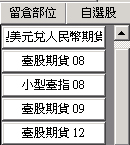 留倉部位 自選股
美元兌人民幣期貨
臺股期貨 08
小型臺指 08
臺股期貨 09
臺股期貨 12